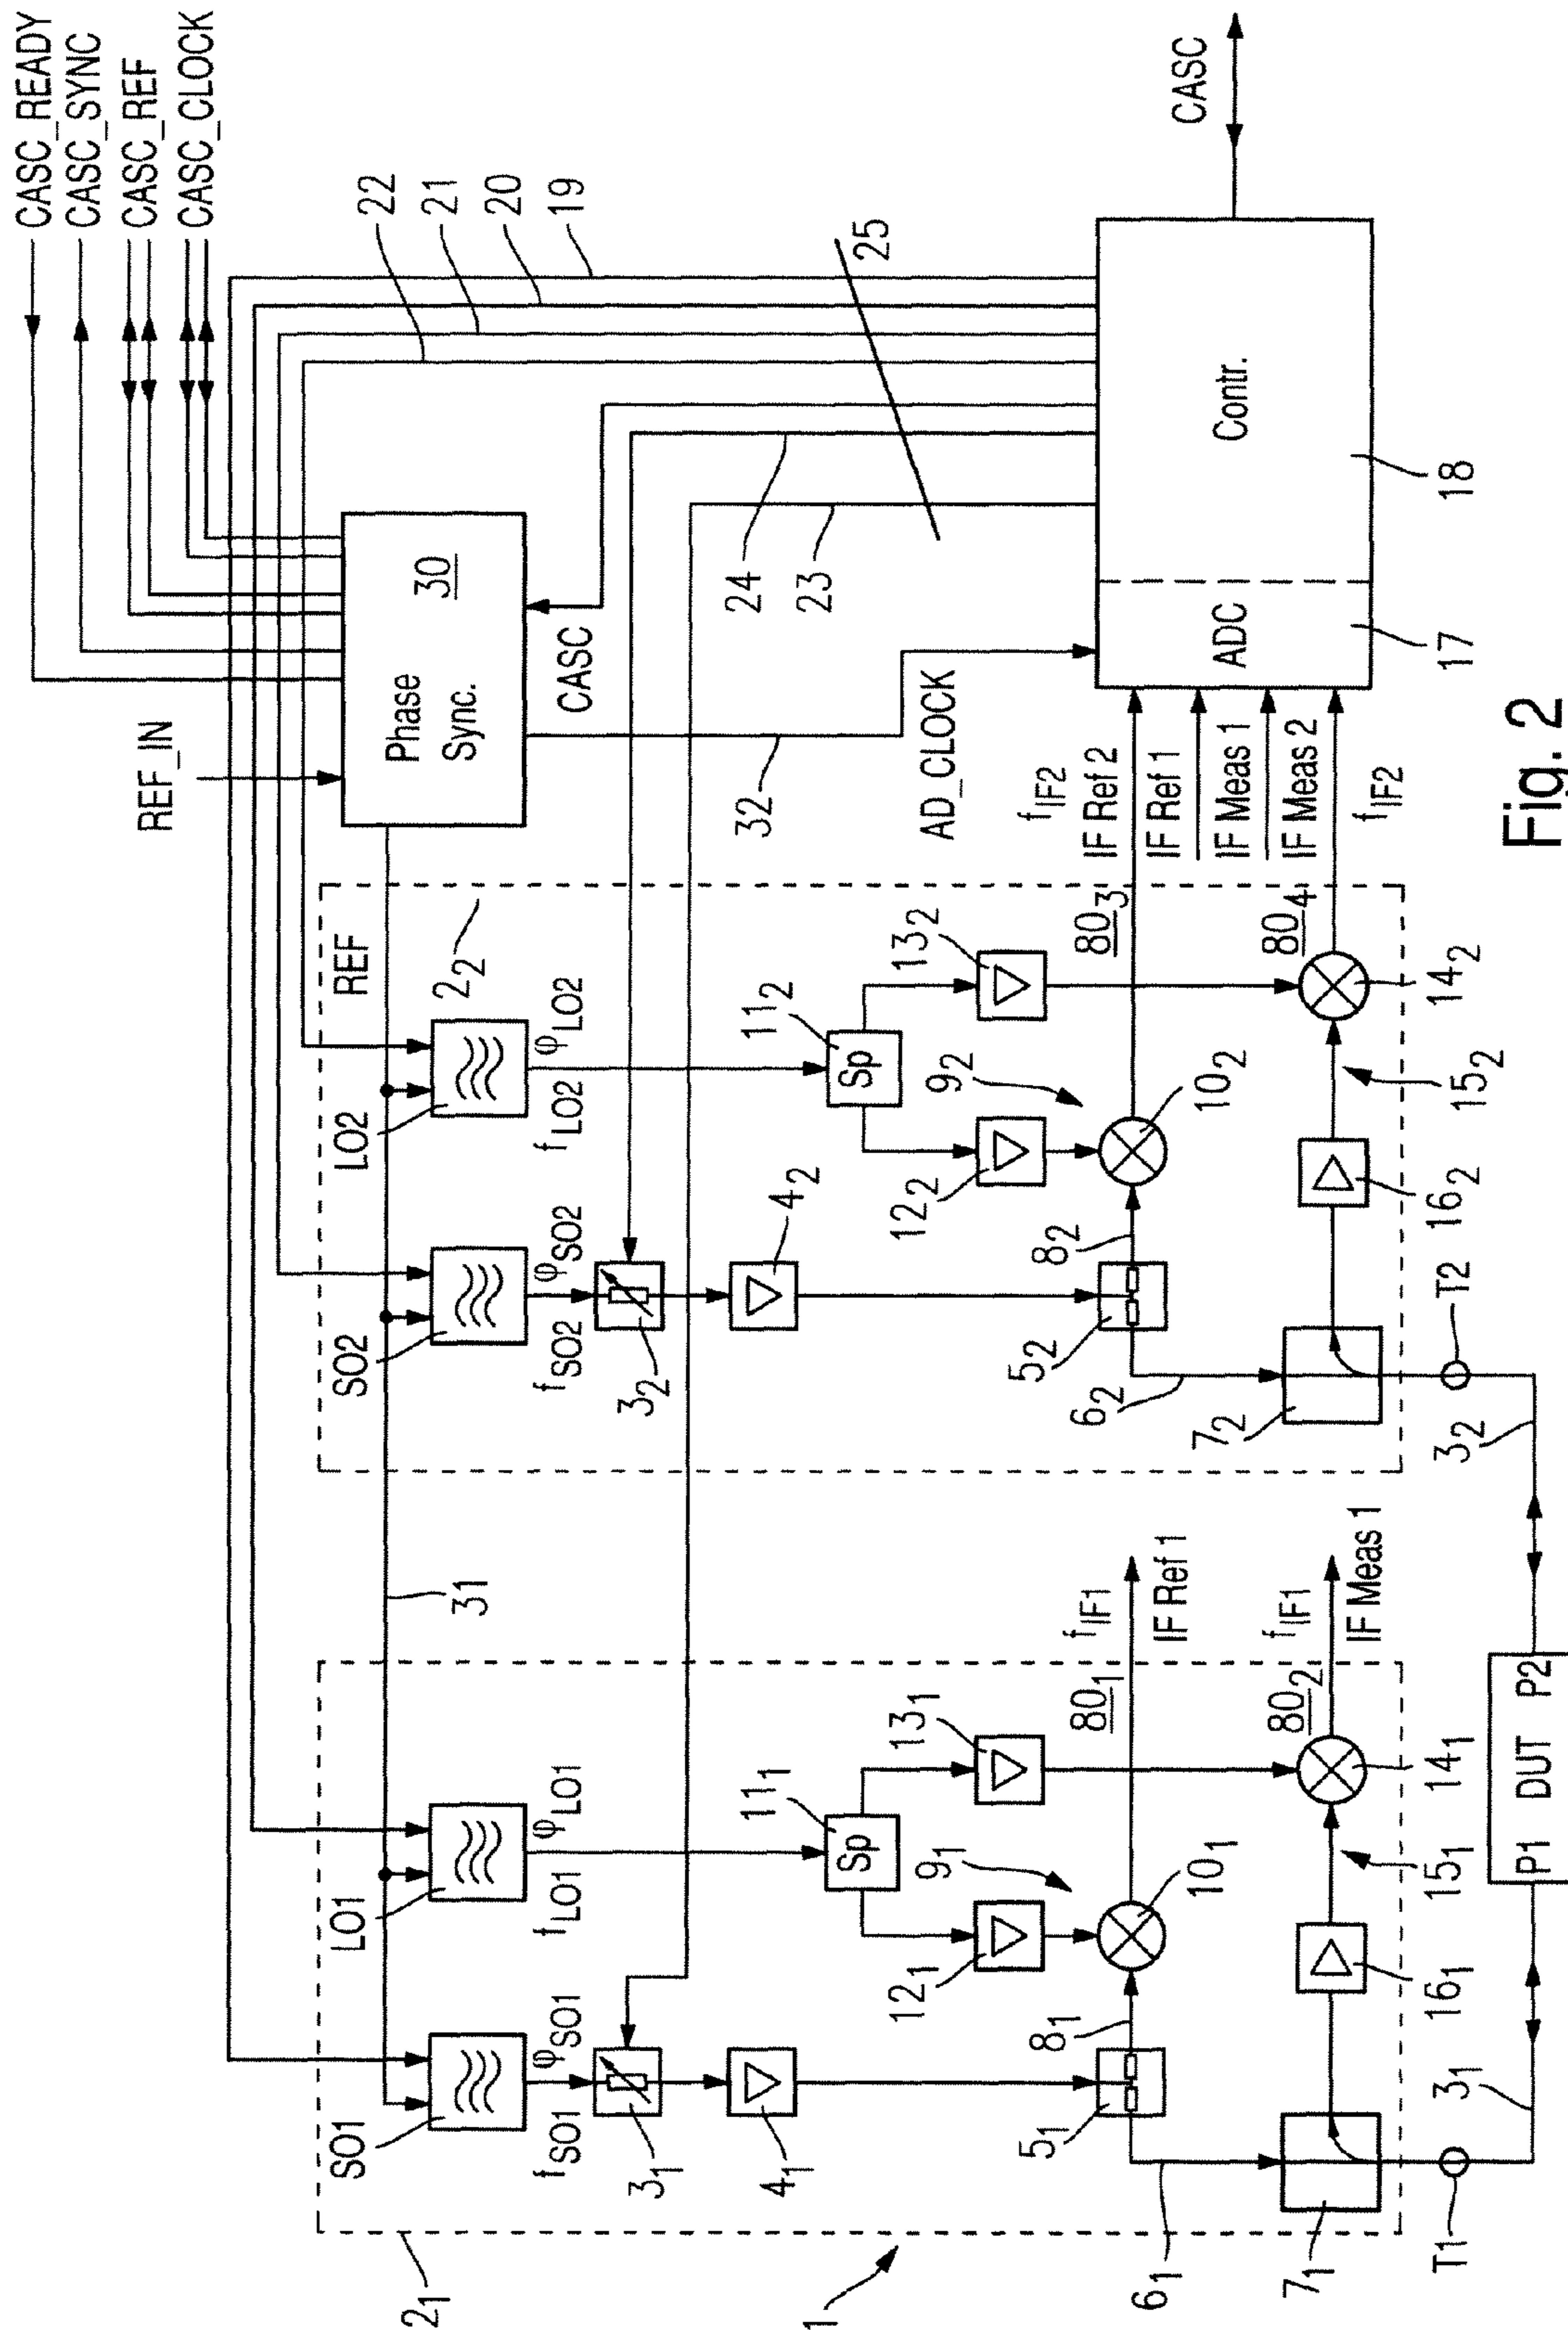 CASC_READY
CASC_SYNC
CASC_REF
CASC_CLOCK
REF_IN
22
21
20
19
25
CASC
Phase
Sync.
30
CASC
24
23
32
AD_CLOCK
Contr.
18
ADC
17
fIF2
IF Ref 2
IF Ref 1
IF Meas 1
IF Meas 2
fIF2
REF
2₂
LO2
φLO2
fLO2
SO2
φSO2
fSO2
3₂
4₂
11₂
Sp
13₂
12₂
9₂
10₂
80₃
80₄
14₂
15₂
16₂
8₂
5₂
6₂
7₂
T2
3₂
31
2₁
LO1
φLO1
fLO1
SO1
φSO1
fSO1
3₁
4₁
11₁
Sp
13₁
12₁
9₁
10₁
80₁
80₂
fIF1
IF Ref 1
fIF1
IF Meas 1
14₁
15₁
16₁
8₁
5₁
6₁
7₁
T1
3₁
P1 DUT P2
1
Fig. 2